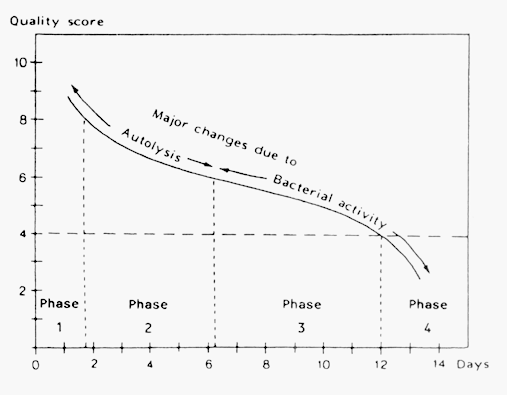 Quality score
10
8
6
4
2
0
Major changes due to
Autolysis
Bacterial activity
Phase
1
Phase
2
Phase
3
Phase
4
0 2 4 6 8 10 12 14 Days